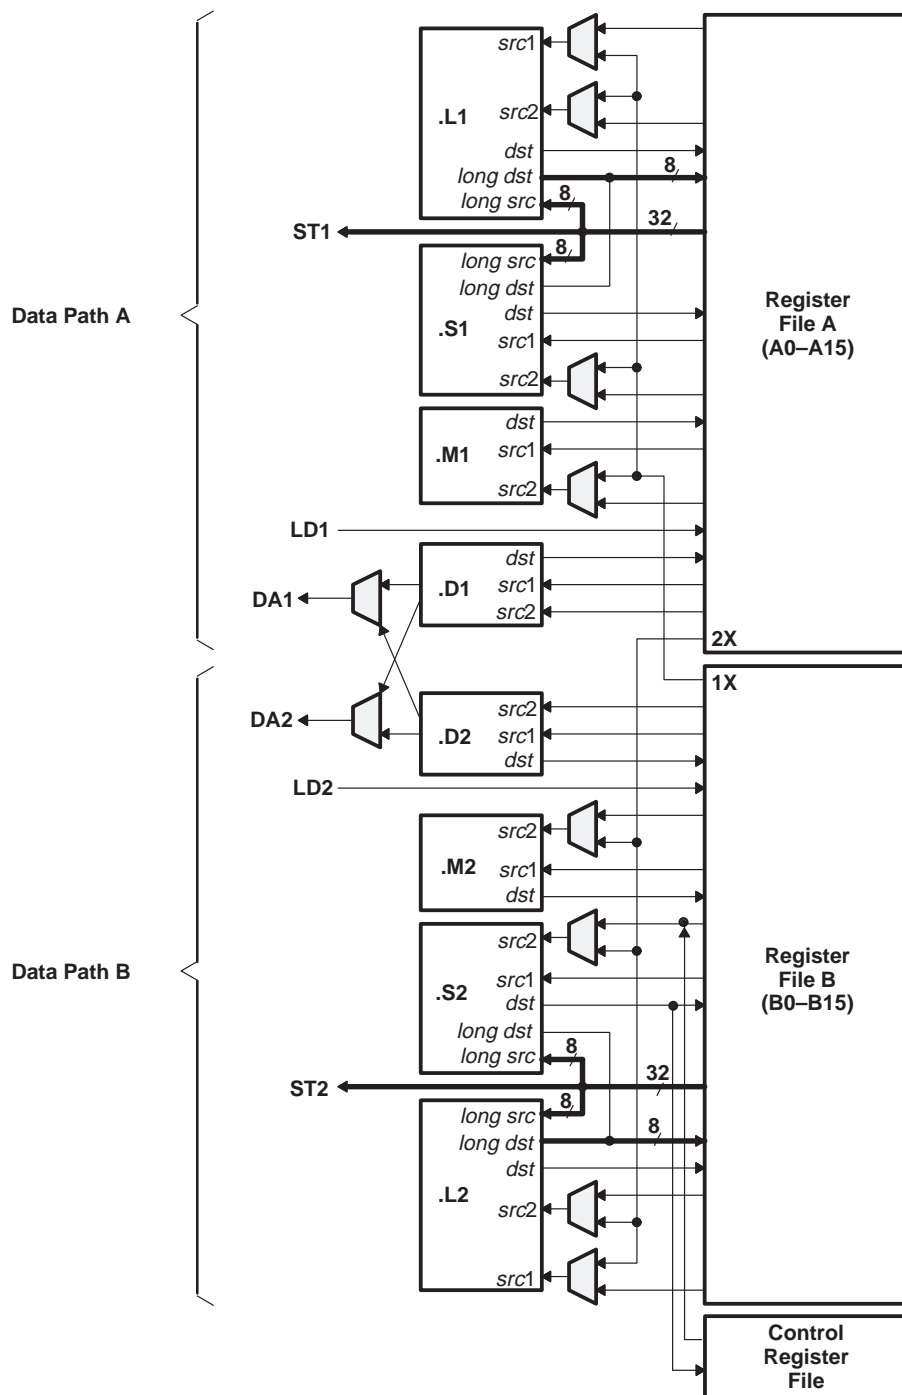 src1
.L1
src2
dst
long dst
8
8
long src
ST1
32
8
long src
long dst
Data Path A
dst
.S1
src1
src2
Register
File A
(A0–A15)
dst
.M1
src1
src2
LD1
dst
DA1
.D1
src1
src2
2X
1X
DA2
src2
.D2
src1
dst
LD2
src2
.M2
src1
dst
src2
Data Path B
src1
.S2
dst
long dst
long src
8
Register
File B
(B0–B15)
ST2
32
8
long src
long dst
8
dst
.L2
src2
src1
Control
Register
File